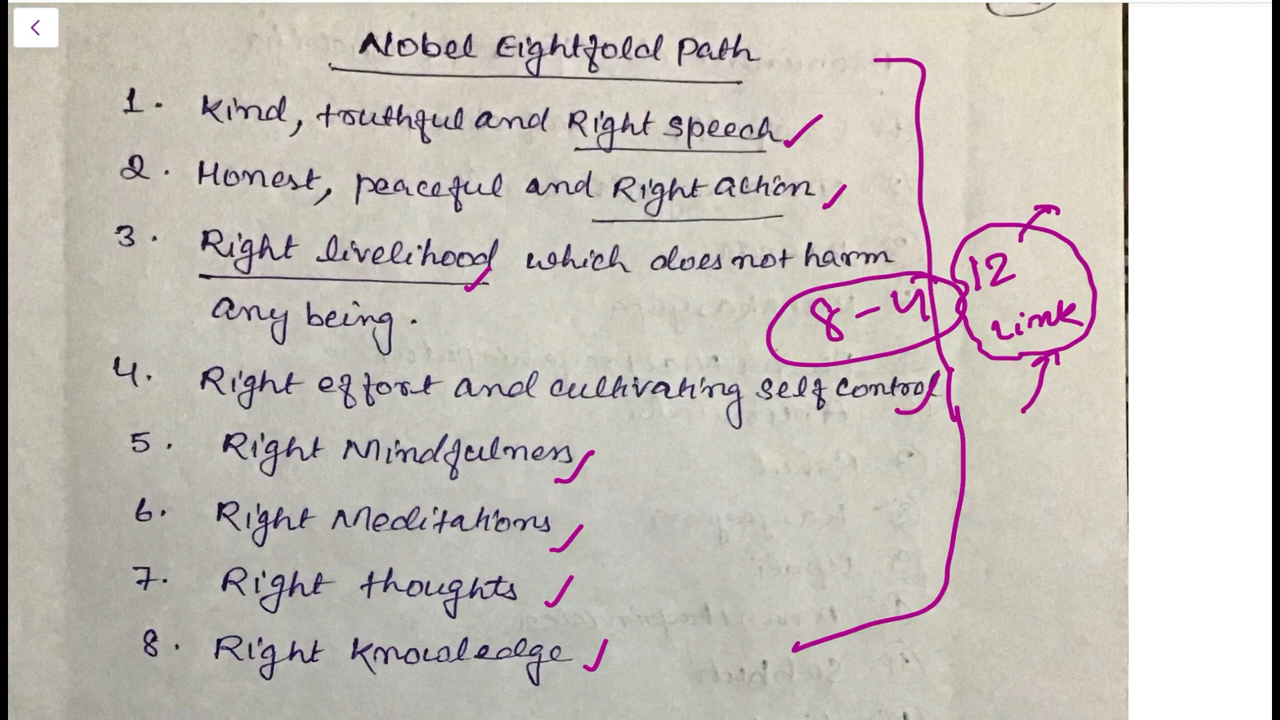 Nobel Eightfold Path
1. Kind, truthful and Right speech
2. Honest, peaceful and Right action
3. Right livelihood which does not harm
any being.
8-4
12
Link
4. Right effort and cultivating self control
5. Right Mindfulness
6. Right Meditations
7. Right thoughts
8. Right Knowledge